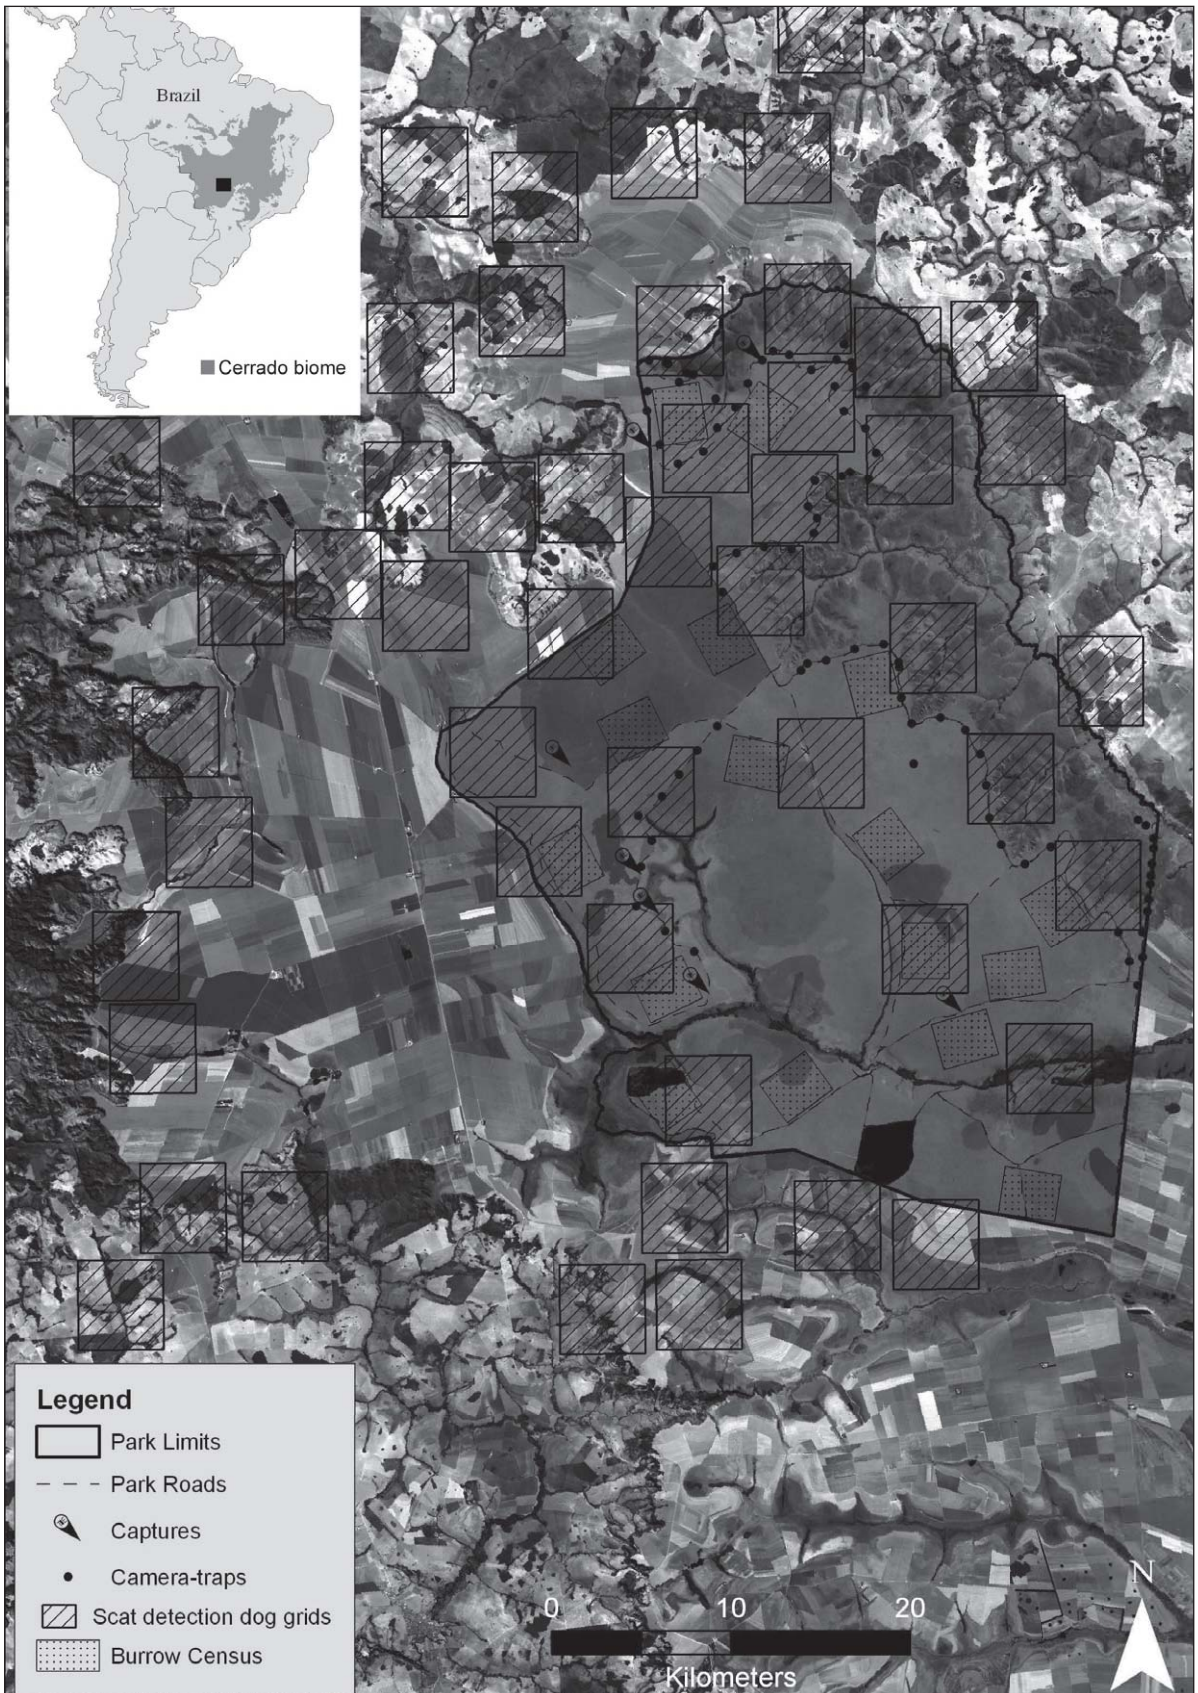 Brazil
Cerrado biome
Legend
Park Limits
Park Roads
Captures
Camera-traps
Scat detection dog grids
Burrow Census
N
0 10 20
Kilometers